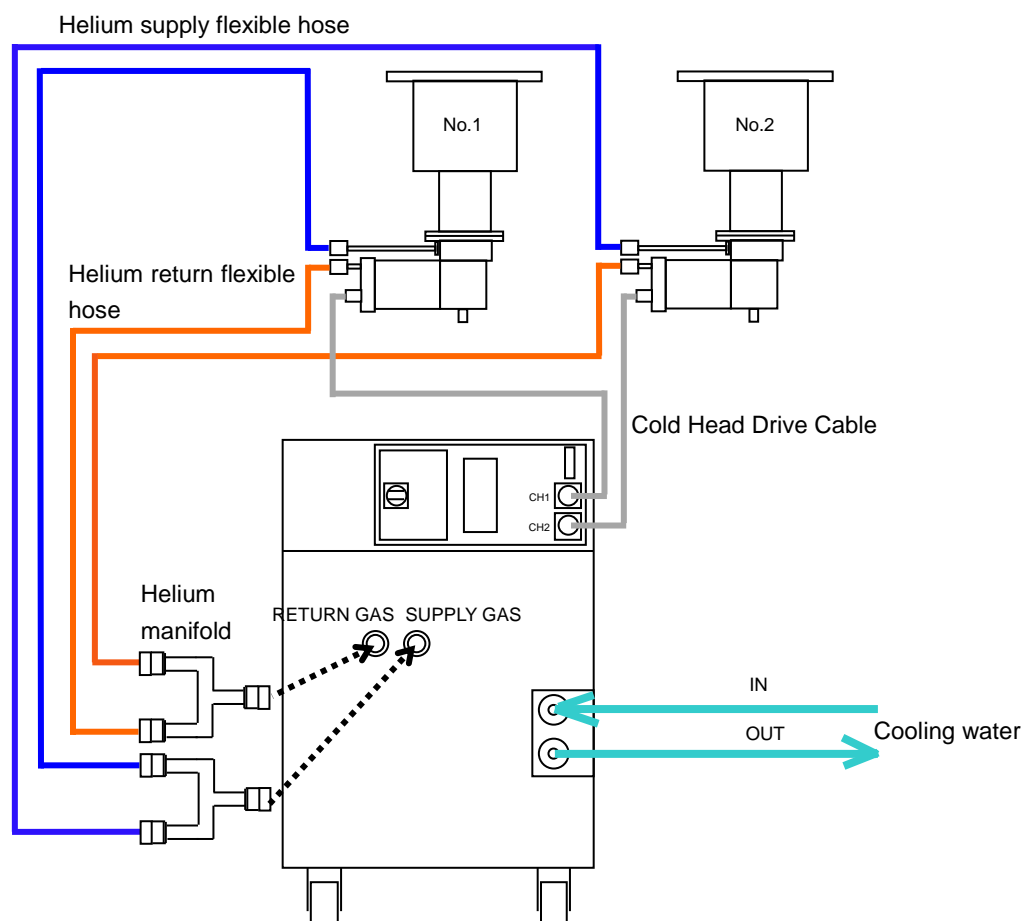 Helium supply flexible hose
No.1
No.2
Helium return flexible
hose
Cold Head Drive Cable
CH1
CH2
Helium
manifold
RETURN GAS
SUPPLY GAS
IN
OUT
Cooling water